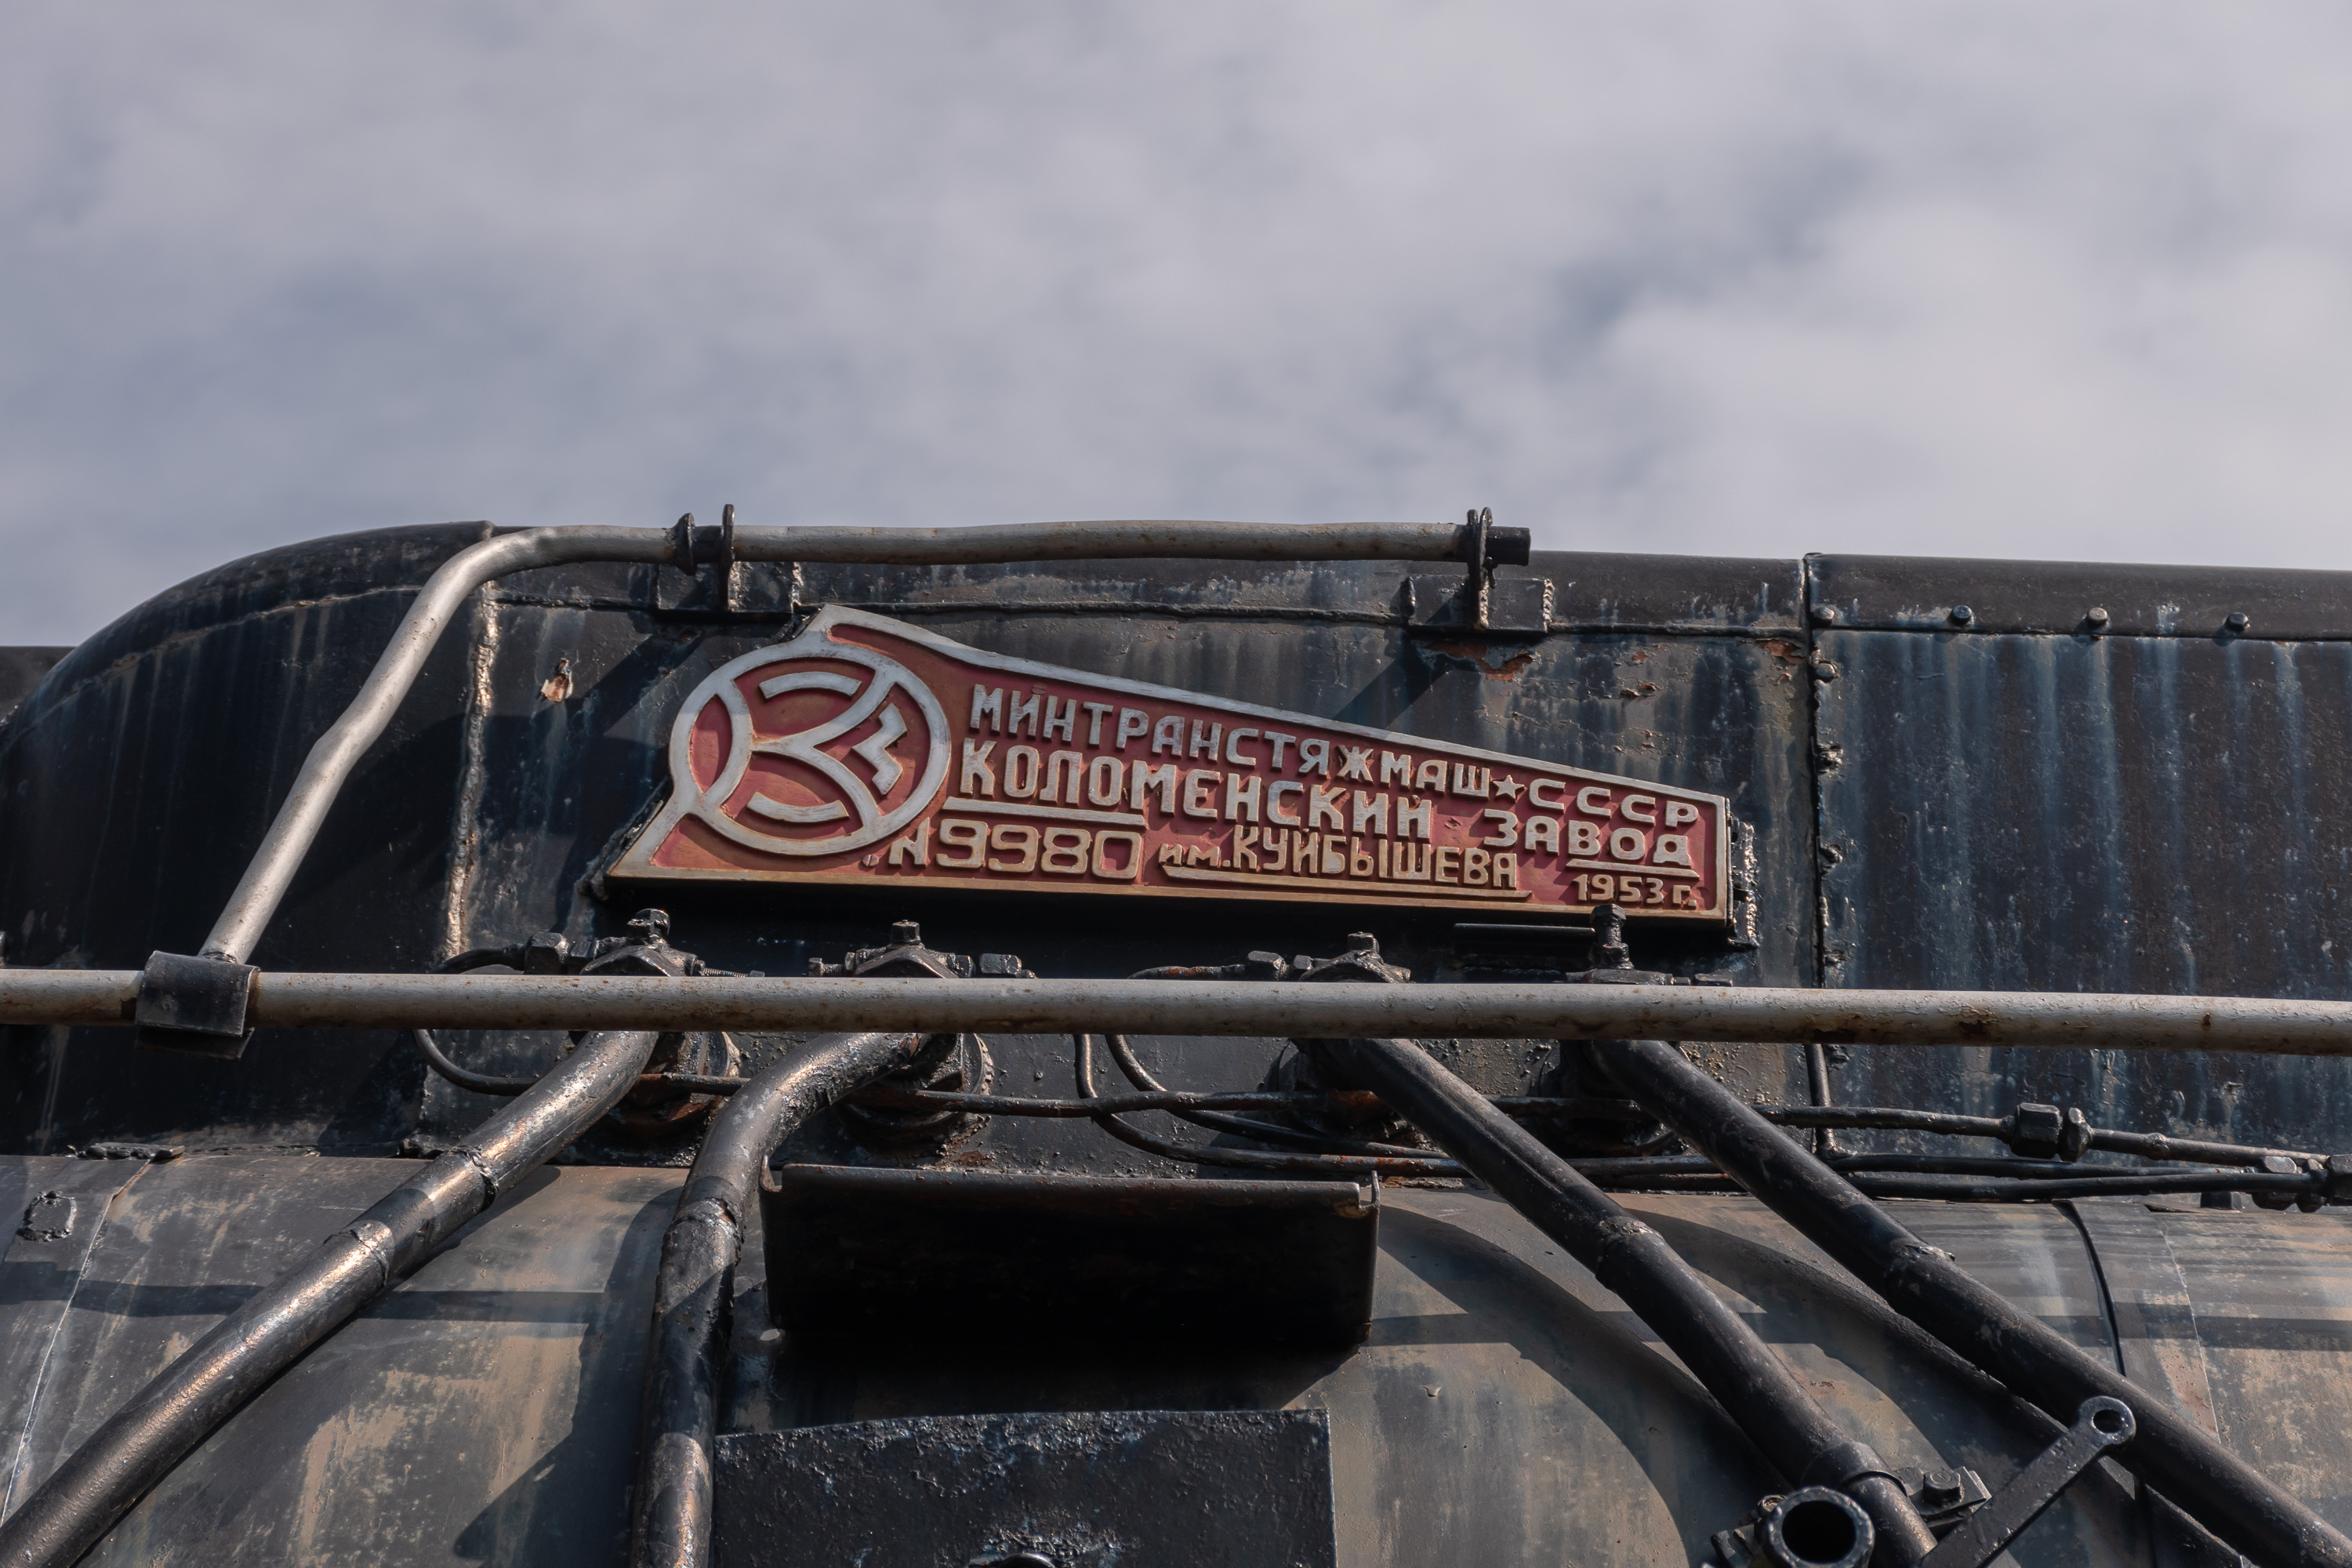 МИНТРАНСТЯЖМАШ★СССР
КОЛОМЕНСКИЙ ЗАВОД
№9980 им.КУЙБЫШЕВА 1953 г.